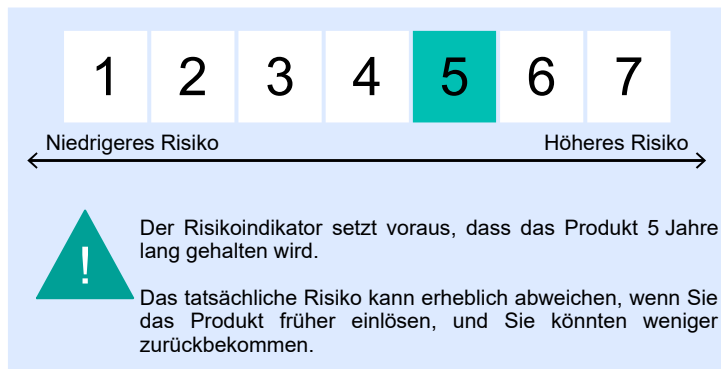 1 2 3 4 5 6 7
Niedrigeres Risiko Höheres Risiko
!
Der Risikoindikator setzt voraus, dass das Produkt 5 Jahre
lang gehalten wird.
Das tatsächliche Risiko kann erheblich abweichen, wenn Sie
das Produkt früher einlösen, und Sie könnten weniger
zurückbekommen.